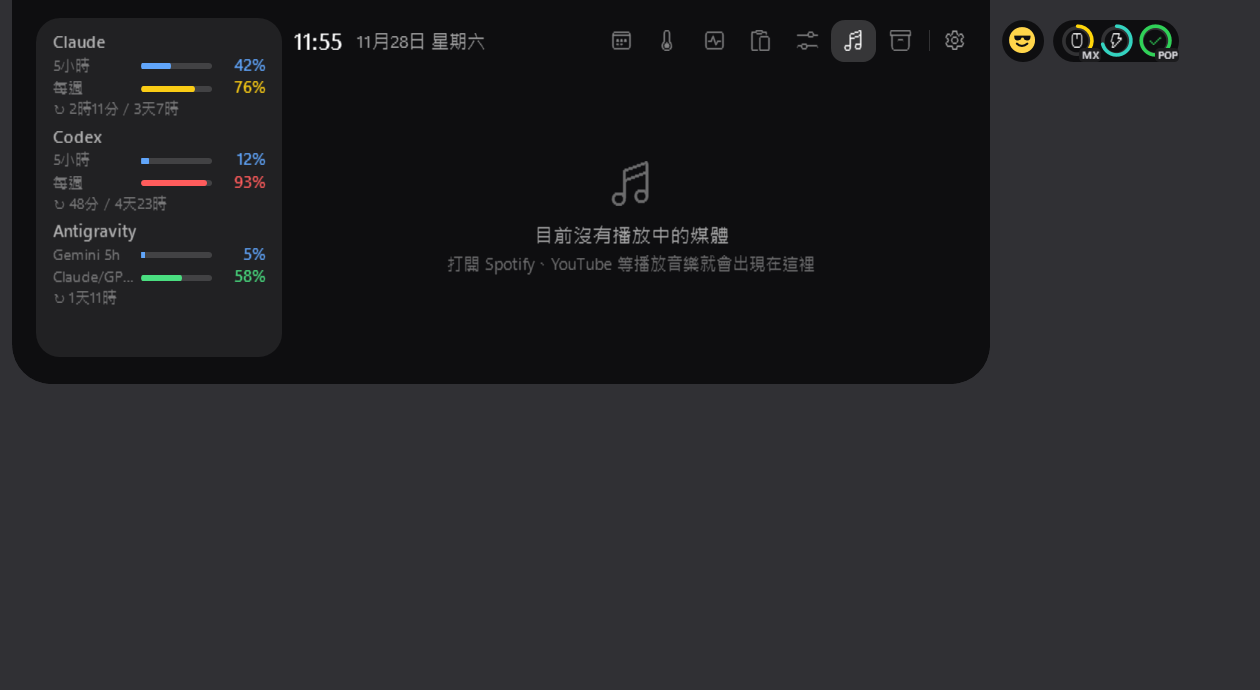 Claude
5小時 42%
每週 76%
↻ 2時11分 / 3天7時
Codex
5小時 12%
每週 93%
↻ 48分 / 4天23時
Antigravity
Gemini 5h 5%
Claude/GP... 58%
↻ 1天11時
11:55 11月28日 星期六
目前沒有播放中的媒體
打開 Spotify、YouTube 等播放音樂就會出現在這裡
MX
POP